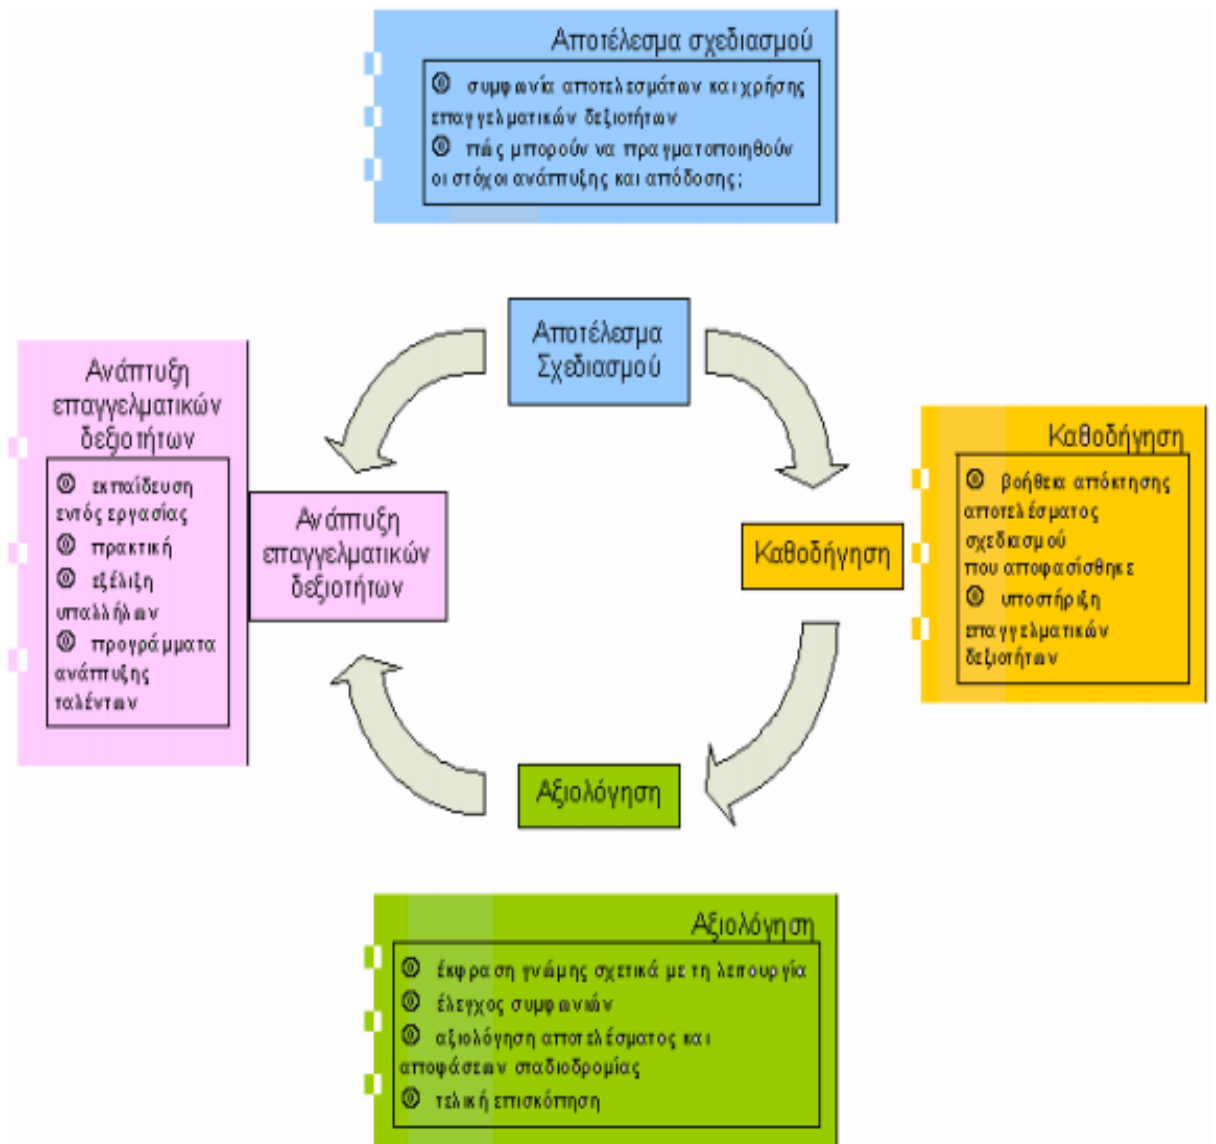 Αποτέλεσμα σχεδιασμού
συμφωνία αποτελεσμάτων και χρήσης
επαγγελματικών δεξιοτήτων
πώς μπορούν να πραγματοποιηθούν
οι στόχοι ανάπτυξης και απόδοσης;
Αποτέλεσμα
Σχεδιασμού
Ανάπτυξη
επαγγελματικών
δεξιοτήτων
εκπαίδευση
εντός εργασίας
πρακτική
εξέλιξη
υπαλλήλων
προγράμματα
ανάπτυξης
ταλέντων
Ανάπτυξη
επαγγελματικών
δεξιοτήτων
Καθοδήγηση
Καθοδήγηση
βοήθεια απόκτησης
αποτελέσματος
σχεδιασμού
που αποφασίσθηκε
υποστήριξη
επαγγελματικών
δεξιοτήτων
Αξιολόγηση
Αξιολόγηση
έκφραση γνώμης σχετικά με τη λειτουργία
έλεγχος συμφωνιών
αξιολόγηση αποτελέσματος και
αποφάσεων σταδιοδρομίας
τελική επισκόπηση